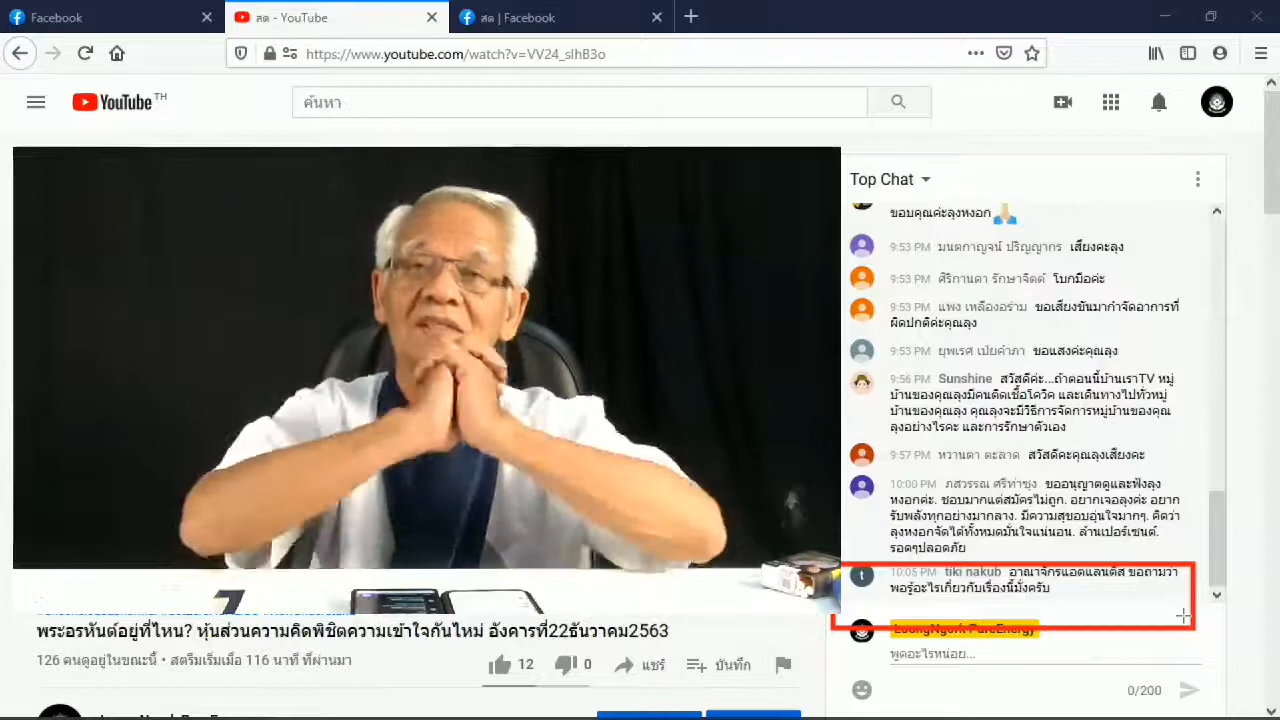 Facebook
สด - YouTube
สด | Facebook
https://www.youtube.com/watch?v=VV24_slhB3o
YouTube TH
ค้นหา
Top Chat
ขอบคุณค่ะลุงหงอก
9:53 PM มนตกาญจน์ ปริญญากร เสียงคะลุง
9:53 PM ศิริกานดา รักษาจิตต์ โบกมือค่ะ
9:53 PM แพง เหลืองอร่าม ขอเสียงขันมากำจัดอาการที่
ผิดปกติค่ะคุณลุง
9:53 PM ยุพเรศ เปียคำภา ขอแสงค่ะคุณลุง
9:56 PM Sunshine สวัสดีค่ะ...ถ้าตอนนี้บ้านเราTV หมู่
บ้านของคุณลุงมีคนติดเชื้อโควิด และเดินทางไปทั่วหมู่
บ้านของคุณลุง คุณลุงจะมีวิธีการจัดการหมู่บ้านของคุณ
ลุงอย่างไรคะ และการรักษาตัวเอง
9:57 PM หวานตา ตะลาด สวัสดีคะคุณลุงเสียงคะ
10:00 PM ภสวรรณ ศรีท่าขุง ขออนุญาตดูและฟังลุง
หงอกค่ะ. ชอบมากแต่สมัครไม่ถูก. อยากเจอลุงค่ะ อยาก
รับพลังทุกอย่างมากลาง. มีความสุขอบอุ่นใจมากๆ. คิดว่า
ลุงหงอกจัดได้ทั้งหมดมั่นใจแน่นอน. ล้านเปอร์เซนต์.
รอดๆปลอดภัย
10:05 PM tiki nakub อาณาจักรแอตแลนติส ขอถามว่า
พอรู้อะไรเกี่ยวกับเรื่องนี้มั่งครับ
LuongNgork PureEnergy
พูดอะไรหน่อย...
0/200
พระอรหันต์อยู่ที่ไหน? หุ้นส่วนความคิดพิชิตความเข้าใจกันไหม่ อังคารที่22ธันวาคม2563
126 คนดูอยู่ในขณะนี้ • สตรีมเริ่มเมื่อ 116 นาที ที่ผ่านมา
12
0
แชร์
บันทึก